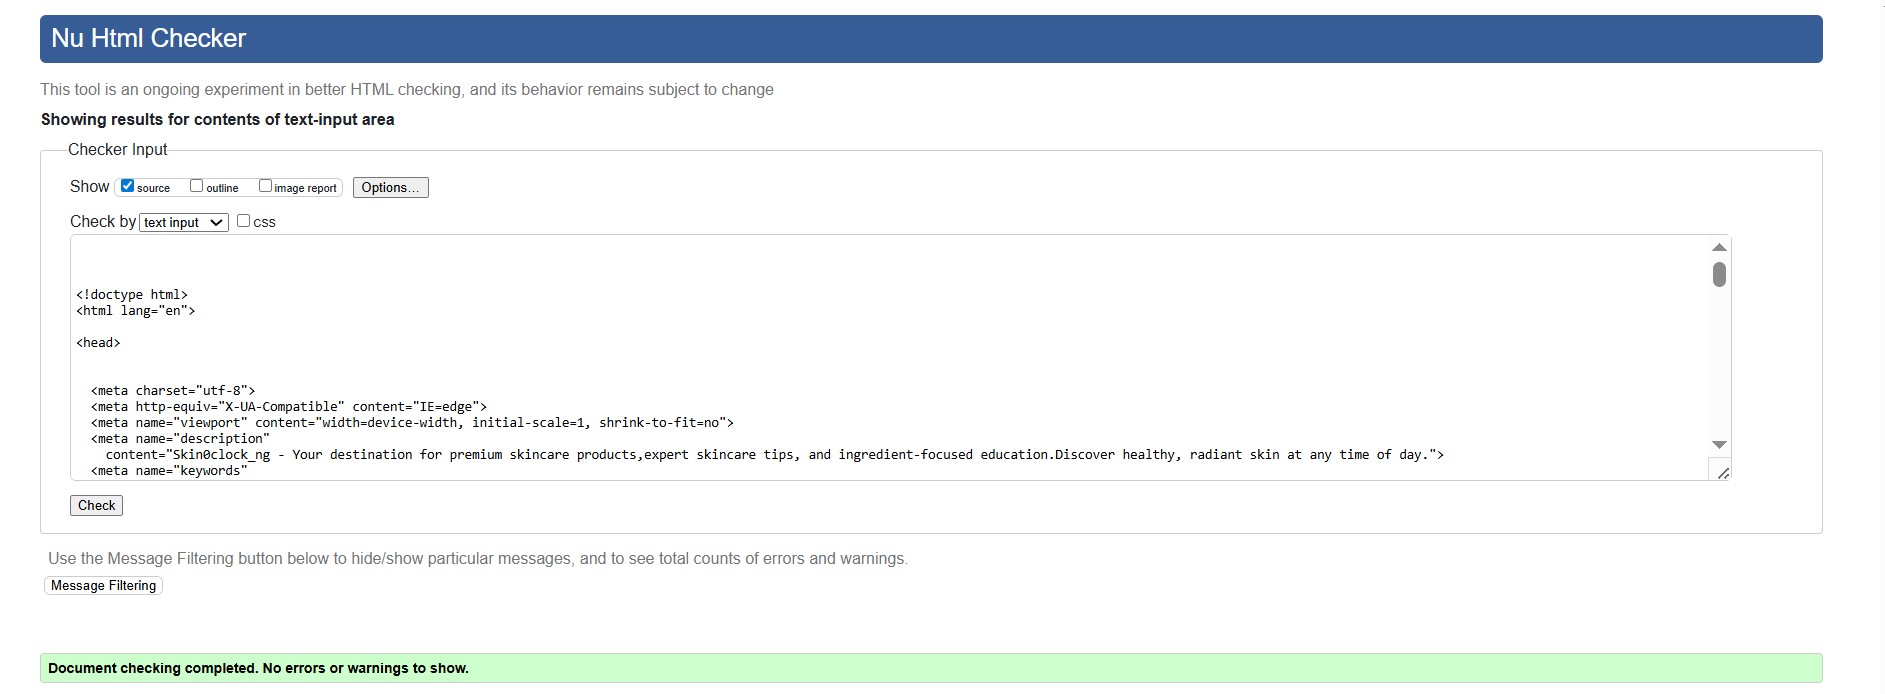 Nu Html Checker
This tool is an ongoing experiment in better HTML checking, and its behavior remains subject to change
Showing results for contents of text-input area
Checker Input
Show source outline image report Options...
Check by text input css
<!doctype html>
<html lang="en">
<head>
<meta charset="utf-8">
<meta http-equiv="X-UA-Compatible" content="IE=edge">
<meta name="viewport" content="width=device-width, initial-scale=1, shrink-to-fit=no">
<meta name="description"
content="Skin0clock_ng - Your destination for premium skincare products,expert skincare tips, and ingredient-focused education.Discover healthy, radiant skin at any time of day.">
<meta name="keywords"
Check
Use the Message Filtering button below to hide/show particular messages, and to see total counts of errors and warnings.
Message Filtering
Document checking completed. No errors or warnings to show.